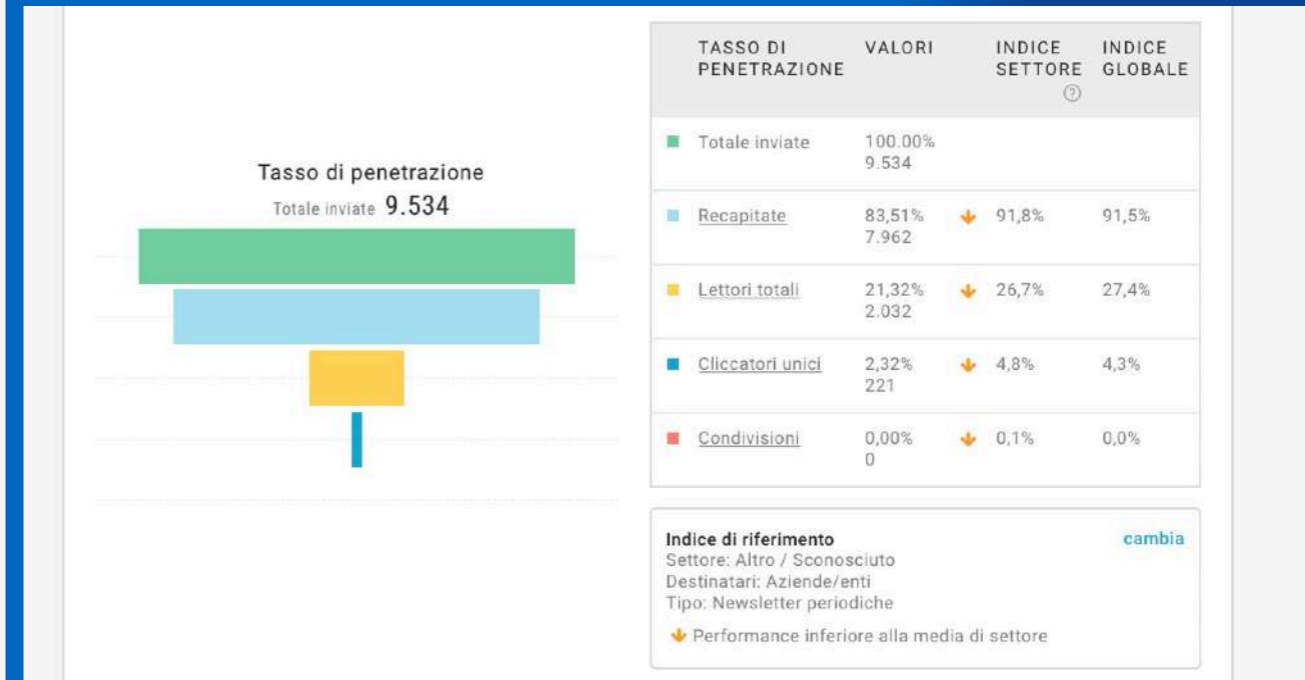 Tasso di penetrazione
Totale inviate 9.534
TASSO DI PENETRAZIONE
VALORI
INDICE SETTORE
INDICE GLOBALE
Totale inviate
100.00%
9.534
Recapitate
83,51%
7.962
91,8%
91,5%
Lettori totali
21,32%
2.032
26,7%
27,4%
Cliccatori unici
2,32%
221
4,8%
4,3%
Condivisioni
0,00%
0
0,1%
0,0%
Indice di riferimento
cambia
Settore: Altro / Sconosciuto
Destinatari: Aziende/enti
Tipo: Newsletter periodiche
Performance inferiore alla media di settore